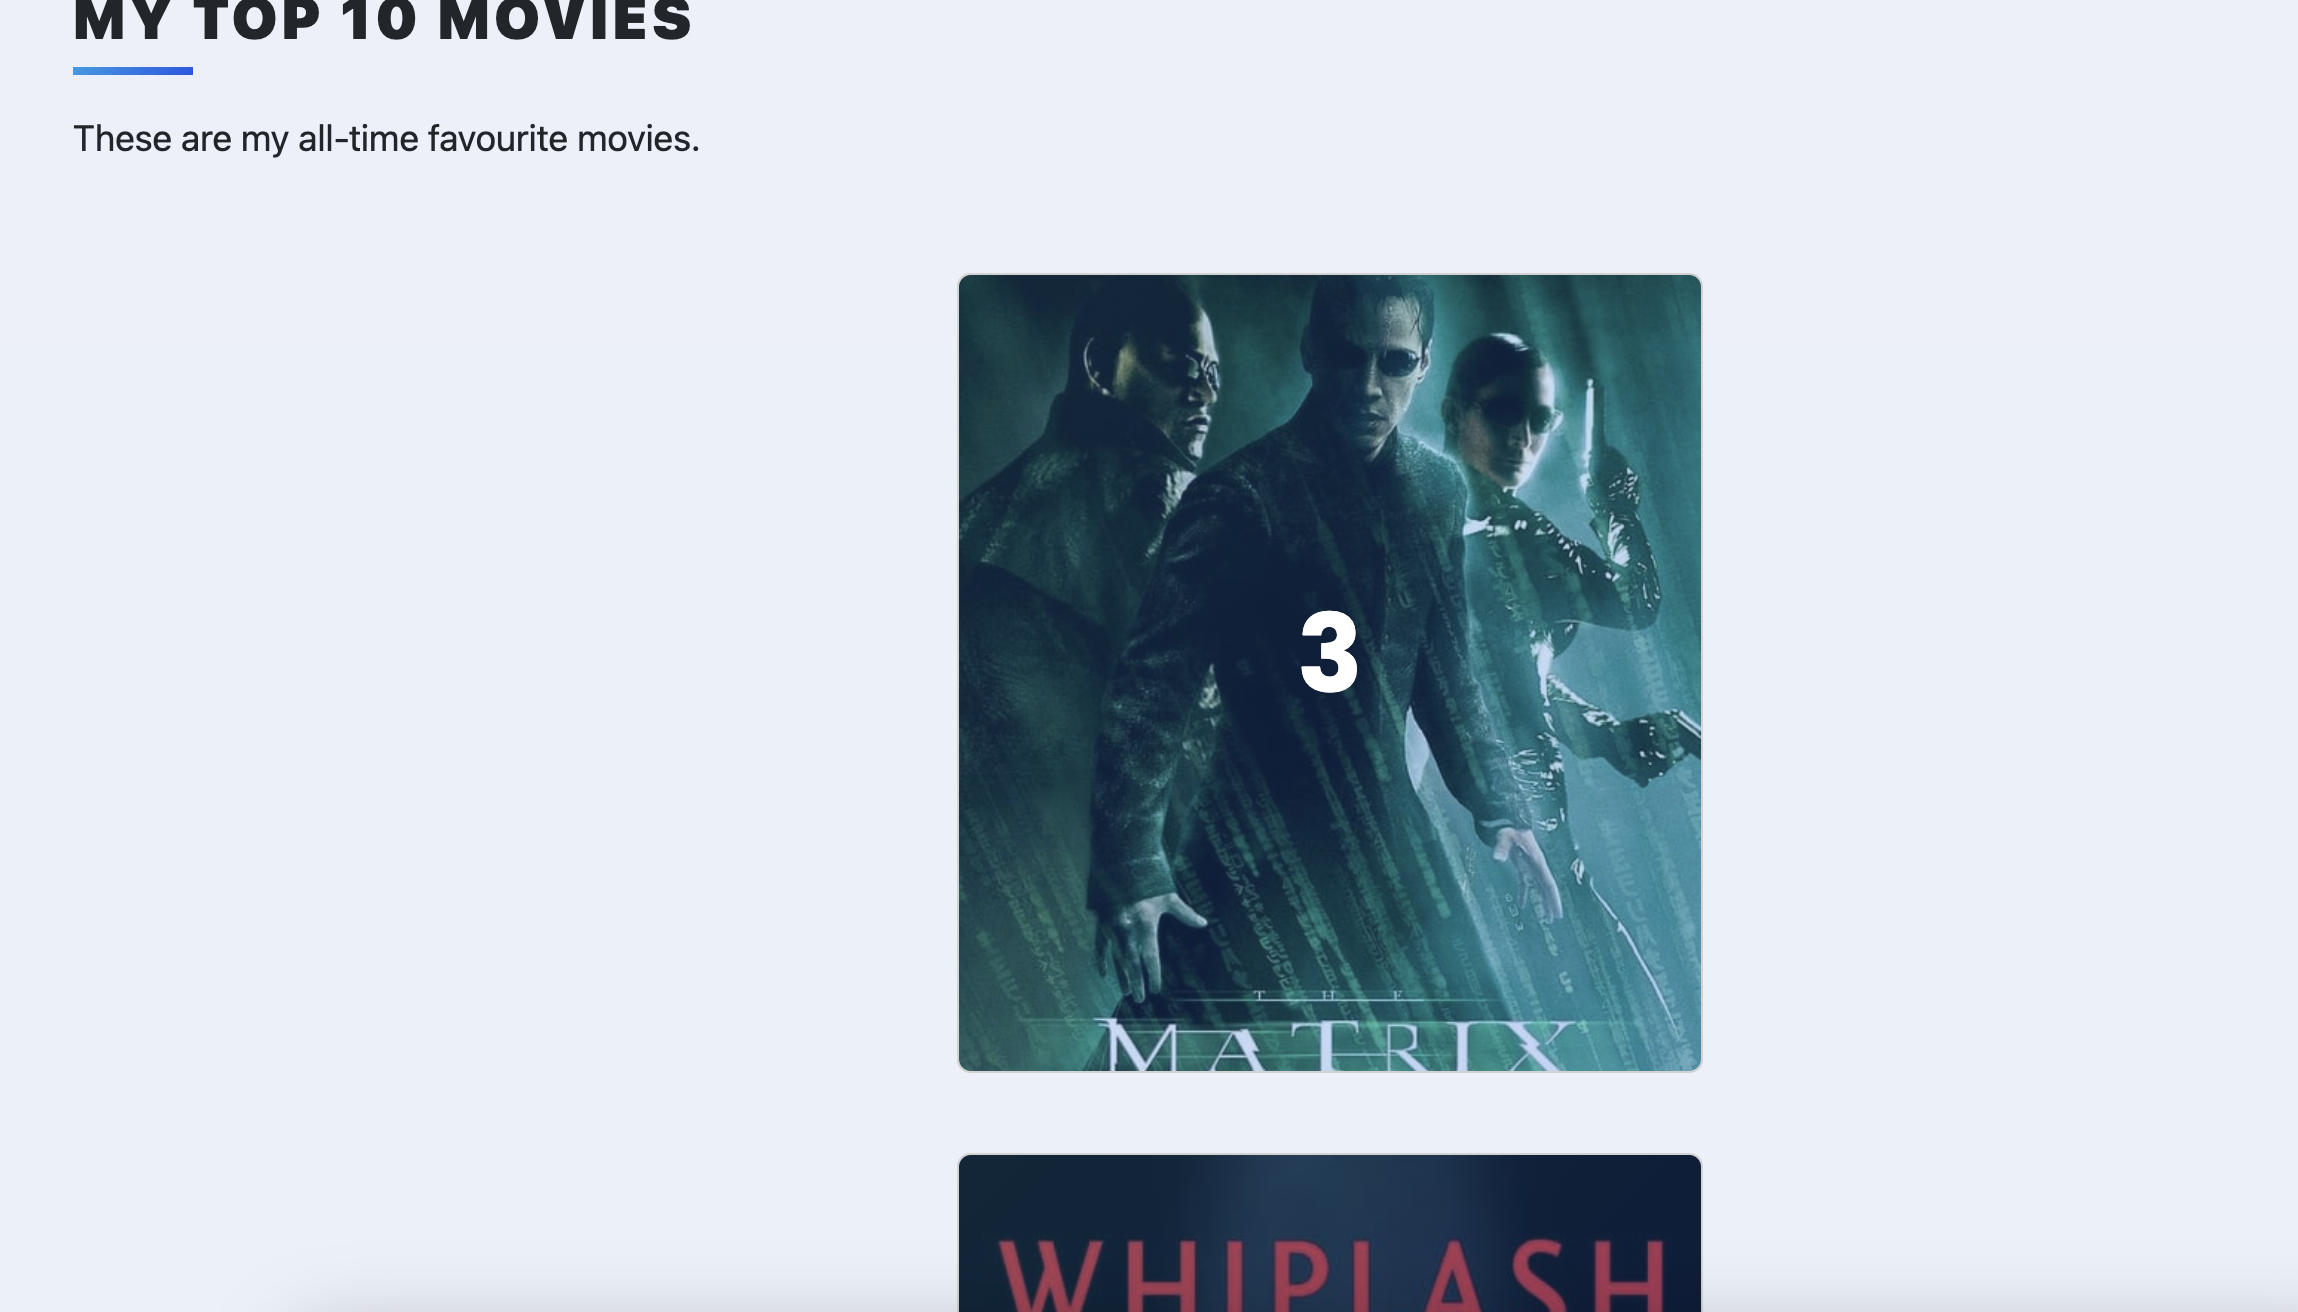 MY TOP 10 MOVIES
These are my all-time favourite movies.
3
THE
MATRIX
WHIPLASH